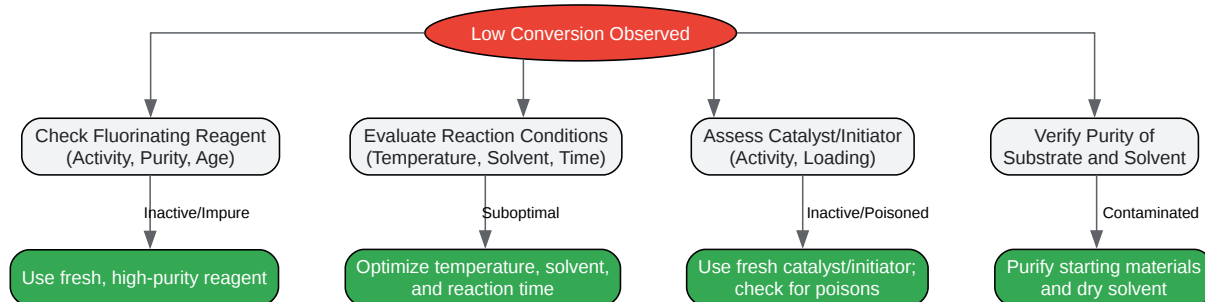 Low Conversion Observed
Check Fluorinating Reagent
(Activity, Purity, Age)
Evaluate Reaction Conditions
(Temperature, Solvent, Time)
Assess Catalyst/Initiator
(Activity, Loading)
Verify Purity of
Substrate and Solvent
Inactive/Impure
Suboptimal
Inactive/Poisoned
Contaminated
Use fresh, high-purity reagent
Optimize temperature, solvent,
and reaction time
Use fresh catalyst/initiator;
check for poisons
Purify starting materials
and dry solvent